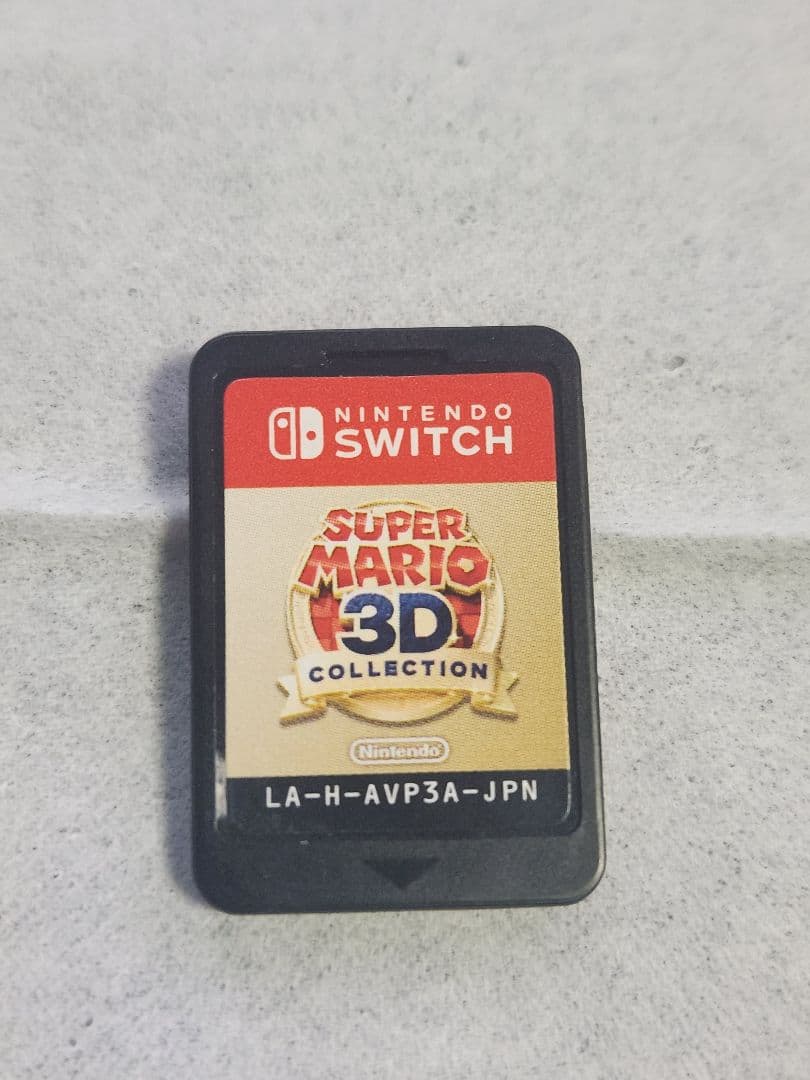 NINTENDO
SWITCH
SUPER
MARIO
3D
COLLECTION
Nintendo
LA-H-AVP3A-JPN